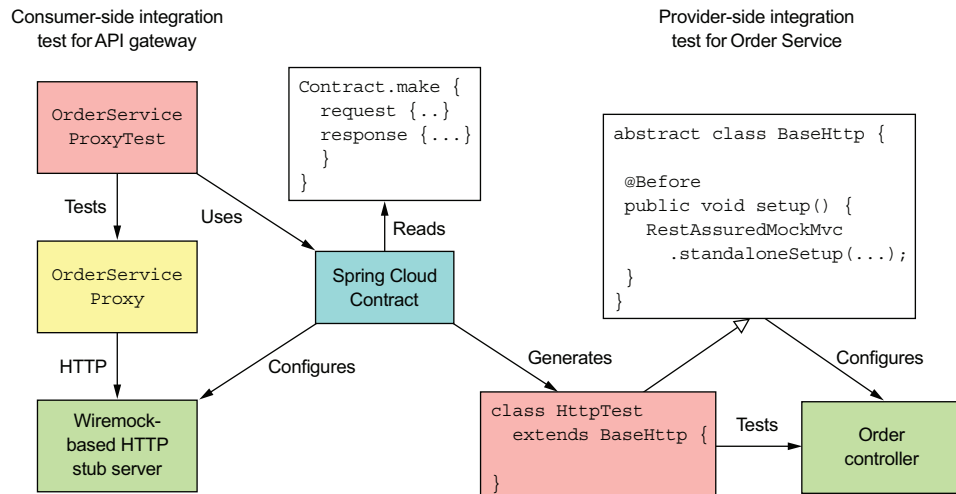 Consumer-side integration
test for API gateway
Provider-side integration
test for Order Service
OrderService
ProxyTest
Contract.make {
  request {..}
  response {...}
  }
}
abstract class BaseHttp {
 @Before
 public void setup() {
   RestAssuredMockMvc
     .standaloneSetup(...);
 }
}
Tests
Uses
Reads
OrderService
Proxy
Spring Cloud
Contract
HTTP
Configures
Generates
Configures
Wiremock-
based HTTP
stub server
class HttpTest
  extends BaseHttp {
}
Tests
Order
controller